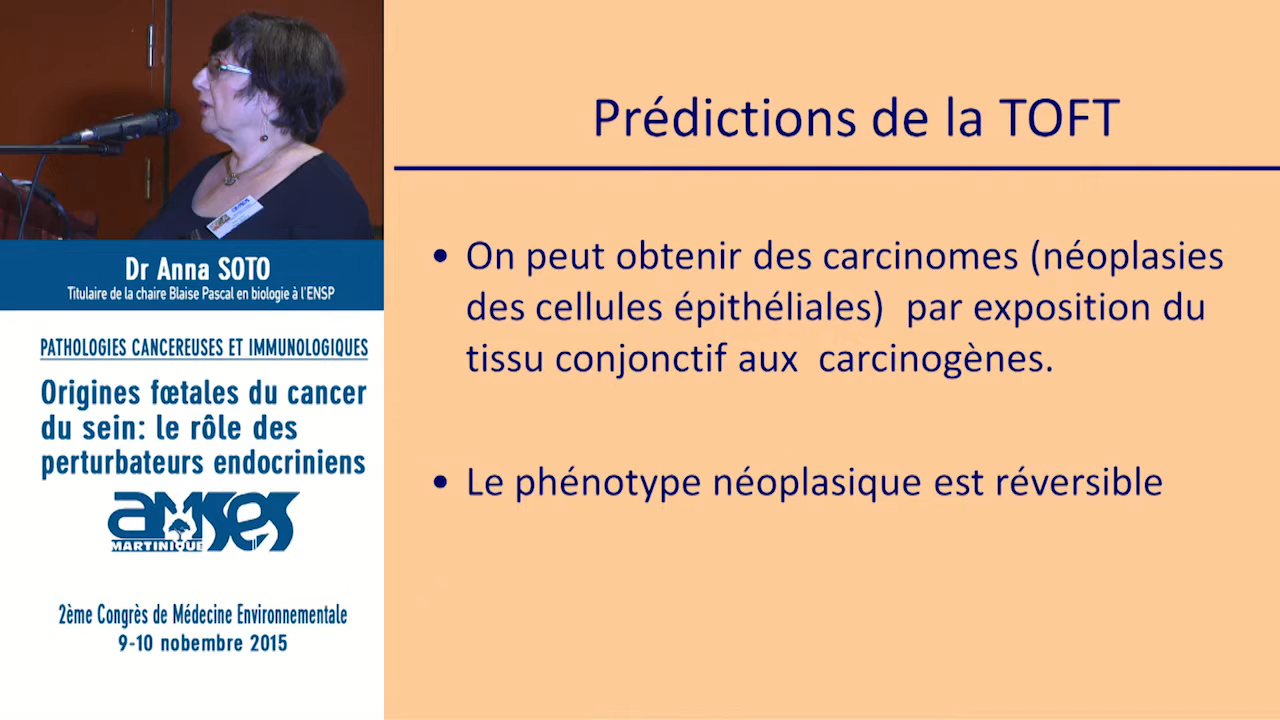 Prédictions de la TOFT
• On peut obtenir des carcinomes (néoplasies
des cellules épithéliales) par exposition du
tissu conjonctif aux carcinogènes.
• Le phénotype néoplasique est réversible
Dr Anna SOTO
Titulaire de la chaire Blaise Pascal en biologie à l'ENSP
PATHOLOGIES CANCEREUSES ET IMMUNOLOGIQUES
Origines fœtales du cancer
du sein: le rôle des
perturbateurs endocriniens
amses
MARTINIQUE
2ème Congrès de Médecine Environnementale
9-10 nobembre 2015